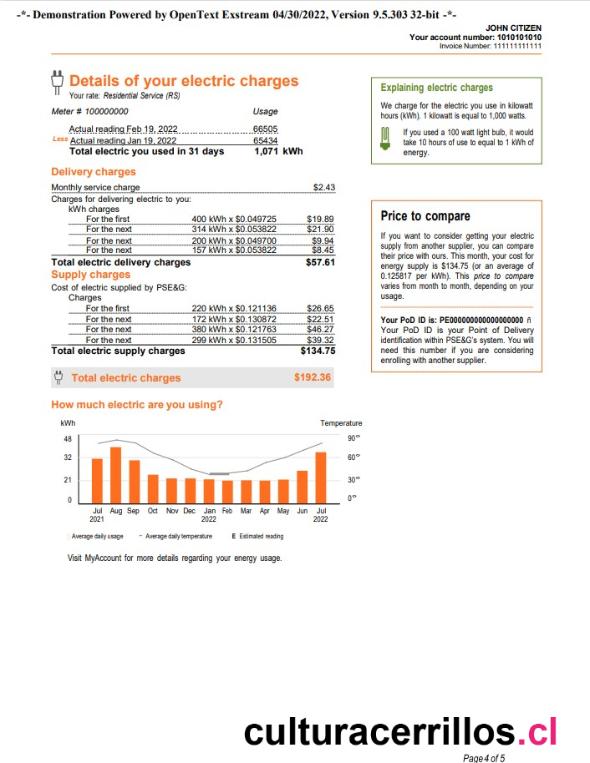 -*- Demonstration Powered by OpenText Exstream 04/30/2022, Version 9.5.303 32-bit -*-
JOHN CITIZEN
Your account number: 1010101010
Invoice Number: 111111111111
Details of your electric charges
Your rate: Residential Service (RS)
Meter # 100000000 Usage
Actual reading Feb 19, 2022 66505
Less Actual reading Jan 19, 2022 65434
Total electric you used in 31 days 1,071 kWh
Delivery charges
Monthly service charge $2.43
Charges for delivering electric to you:
kWh charges
For the first 400 kWh x $0.049725 $19.89
For the next 314 kWh x $0.053822 $21.90
For the next 200 kWh x $0.049700 $9.94
For the next 157 kWh x $0.053822 $8.45
Total electric delivery charges $57.61
Supply charges
Cost of electric supplied by PSE&G:
Charges
For the first 220 kWh x $0.121136 $26.65
For the next 172 kWh x $0.130872 $22.51
For the next 380 kWh x $0.121763 $46.27
For the next 299 kWh x $0.131505 $39.32
Total electric supply charges $134.75
Total electric charges $192.36
Explaining electric charges
We charge for the electric you use in kilowatt
hours (kWh). 1 kilowatt is equal to 1,000 watts.
If you used a 100 watt light bulb, it would
take 10 hours of use to equal to 1 kWh of
energy.
Price to compare
If you want to consider getting your electric
supply from another supplier, you can compare
their price with ours. This month, your cost for
energy supply is $134.75 (or an average of
0.125817 per kWh). This price to compare
varies from month to month, depending on your
usage.
Your PoD ID is: PE000000000000000000 ñ
Your PoD ID is your Point of Delivery
identification within PSE&G's system. You will
need this number if you are considering
enrolling with another supplier.
How much electric are you using?
kWh Temperature
48 90°
32 60°
21 30°
0 0°
Jul Aug Sep Oct Nov Dec Jan Feb Mar Apr May Jun Jul
2021 2022 2022
Average daily usage - Average daily temperature E Estimated reading
Visit MyAccount for more details regarding your energy usage.
culturacerrillos.cl
Page 4 of 5